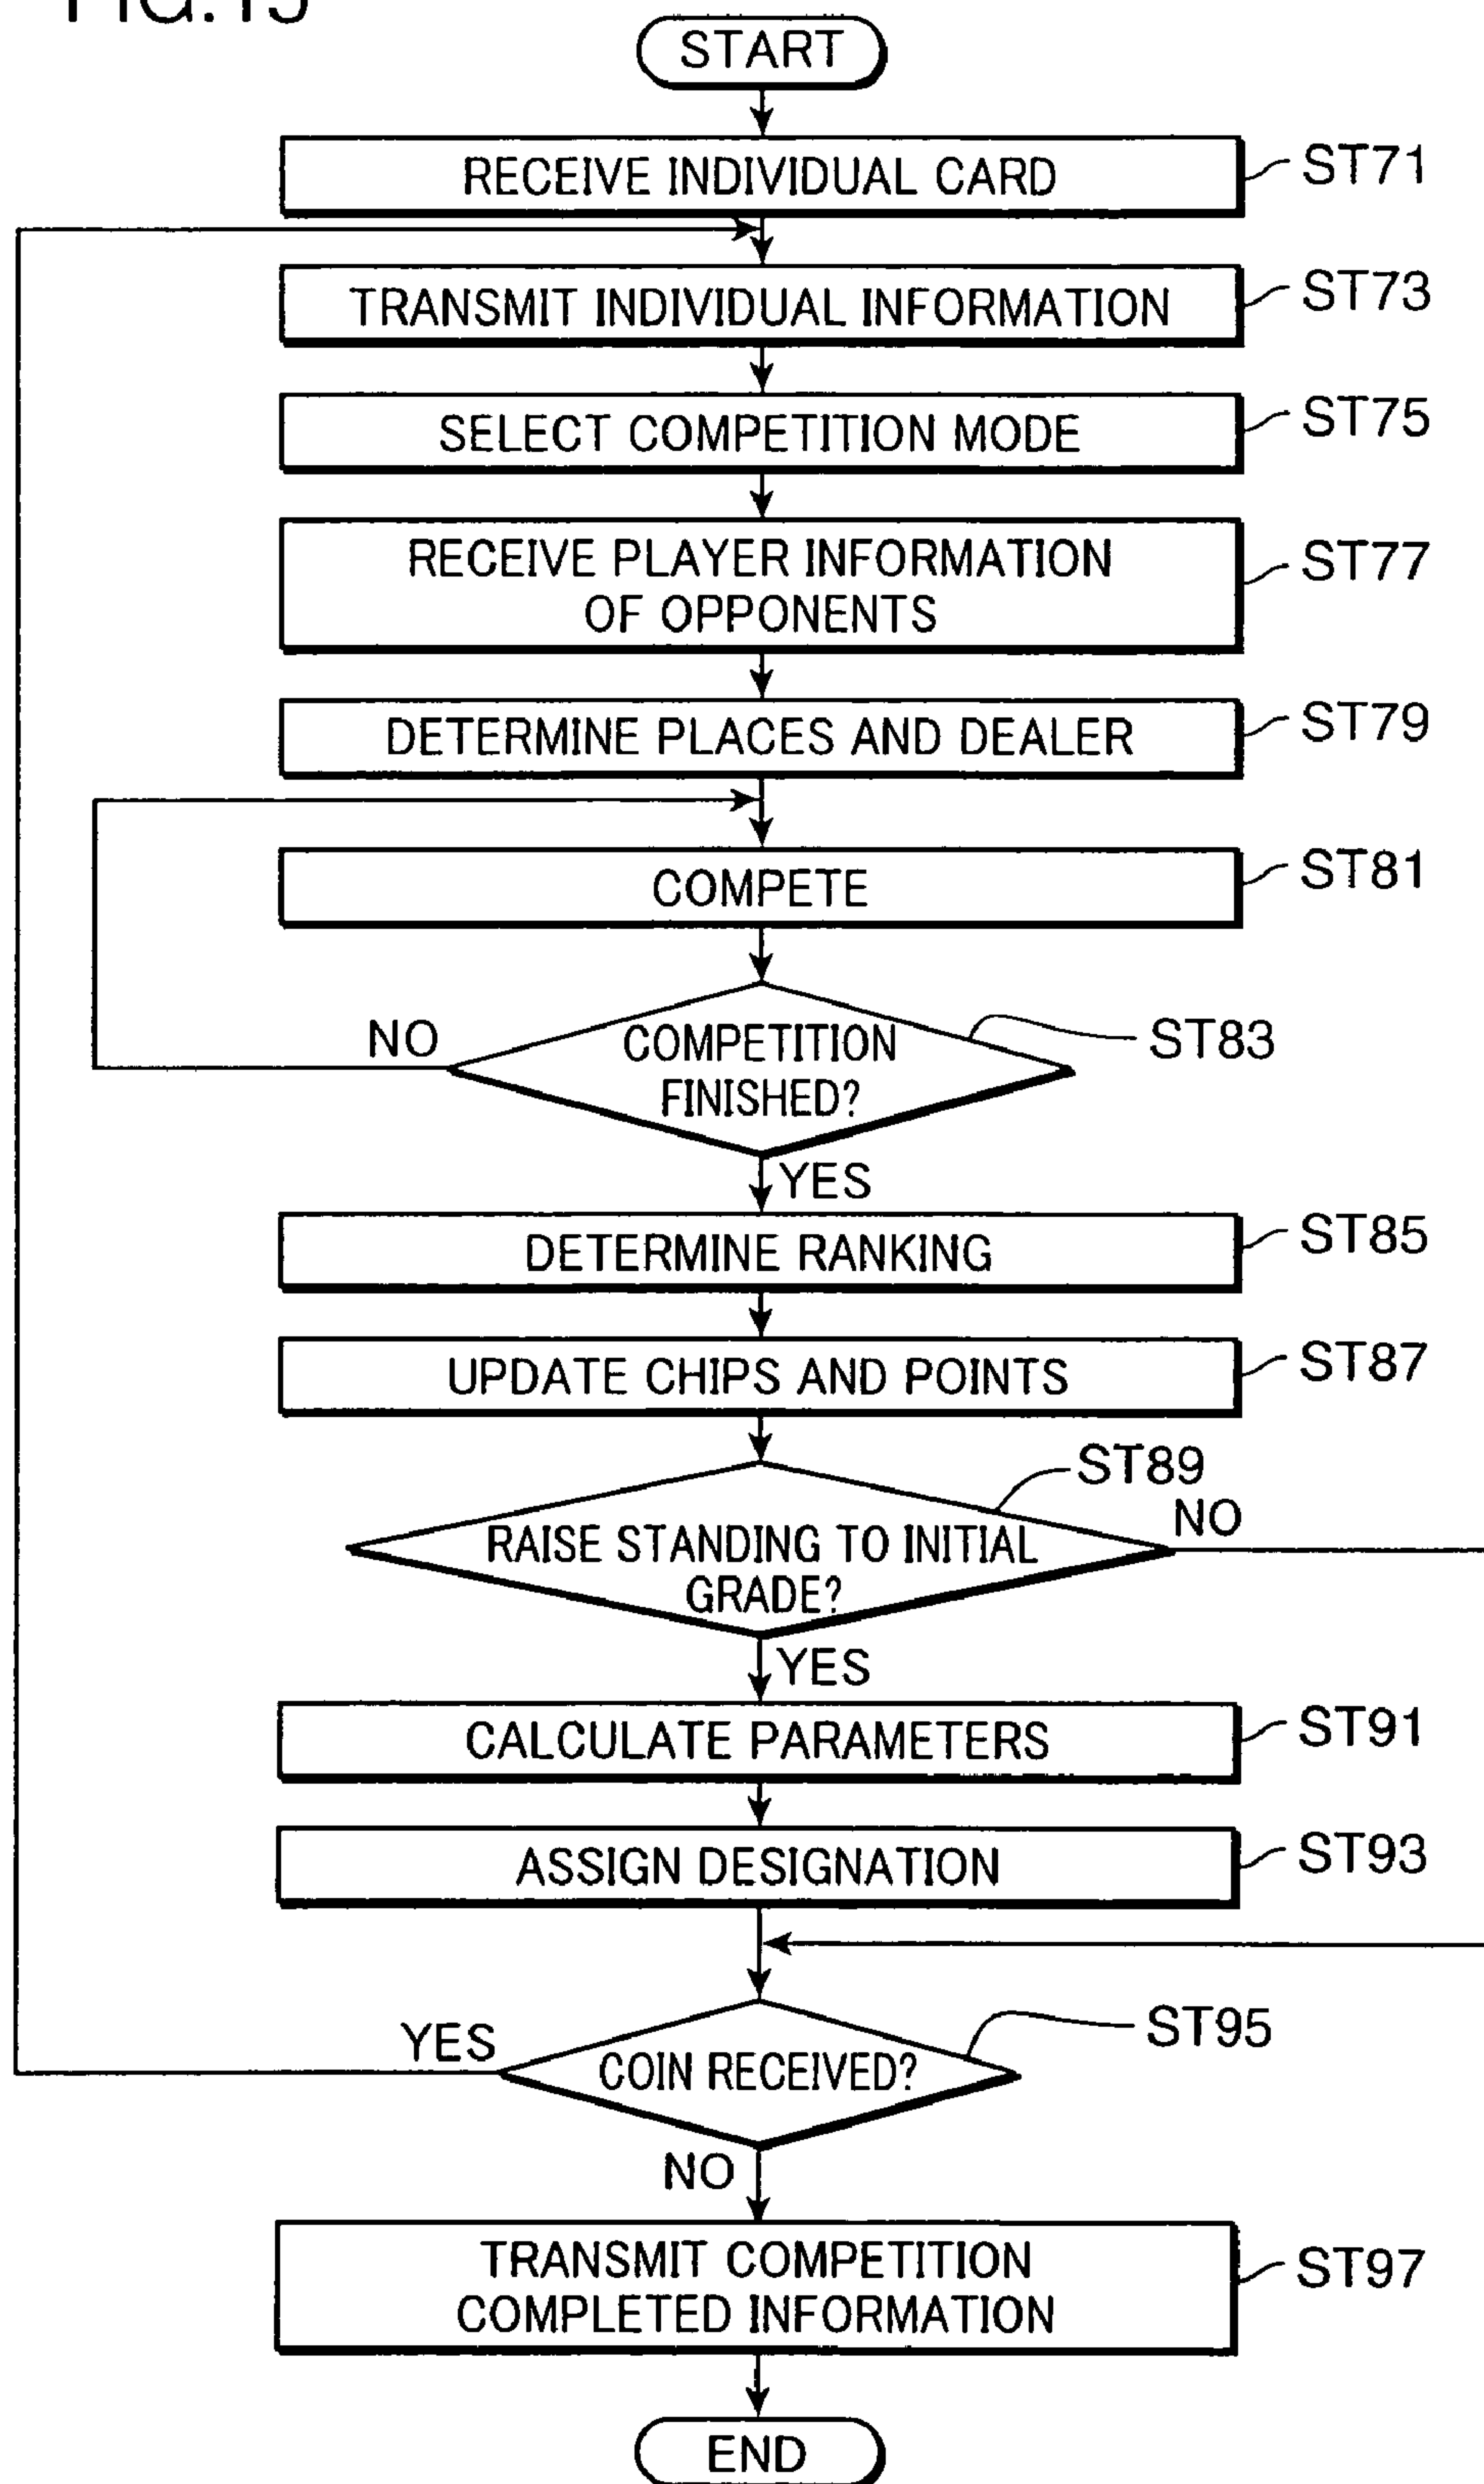 FIG.15
START
RECEIVE INDIVIDUAL CARD
ST71
TRANSMIT INDIVIDUAL INFORMATION
ST73
SELECT COMPETITION MODE
ST75
RECEIVE PLAYER INFORMATION
OF OPPONENTS
ST77
DETERMINE PLACES AND DEALER
ST79
COMPETE
ST81
NO
COMPETITION
FINISHED?
ST83
YES
DETERMINE RANKING
ST85
UPDATE CHIPS AND POINTS
ST87
ST89
NO
RAISE STANDING TO INITIAL
GRADE?
YES
CALCULATE PARAMETERS
ST91
ASSIGN DESIGNATION
ST93
YES
COIN RECEIVED?
ST95
NO
TRANSMIT COMPETITION
COMPLETED INFORMATION
ST97
END